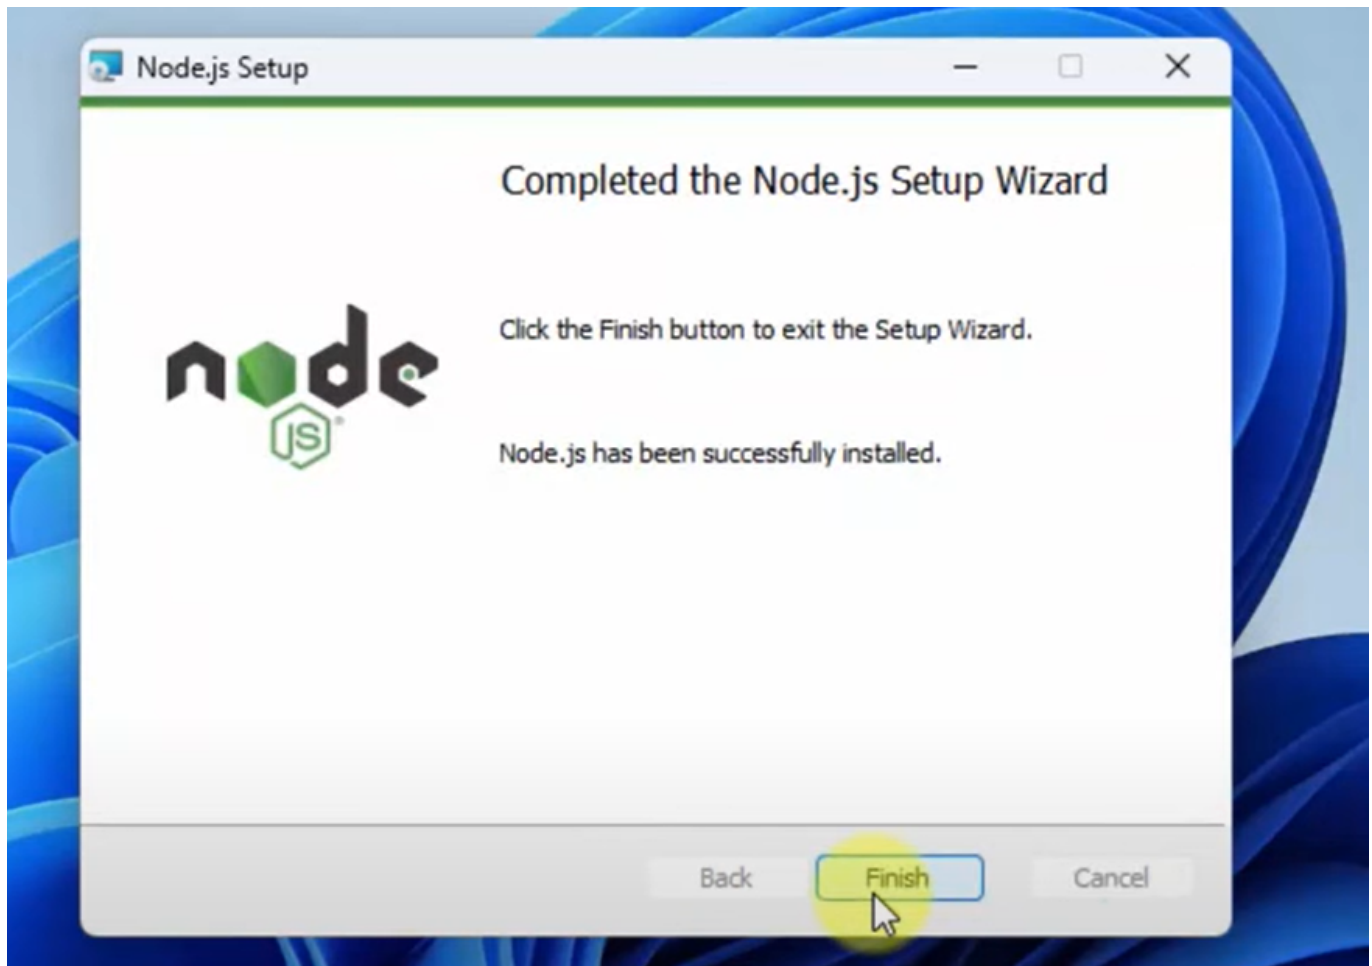 Node.js Setup
Completed the Node.js Setup Wizard
Click the Finish button to exit the Setup Wizard.
node
JS
Node.js has been successfully installed.
Back
Finish
Cancel